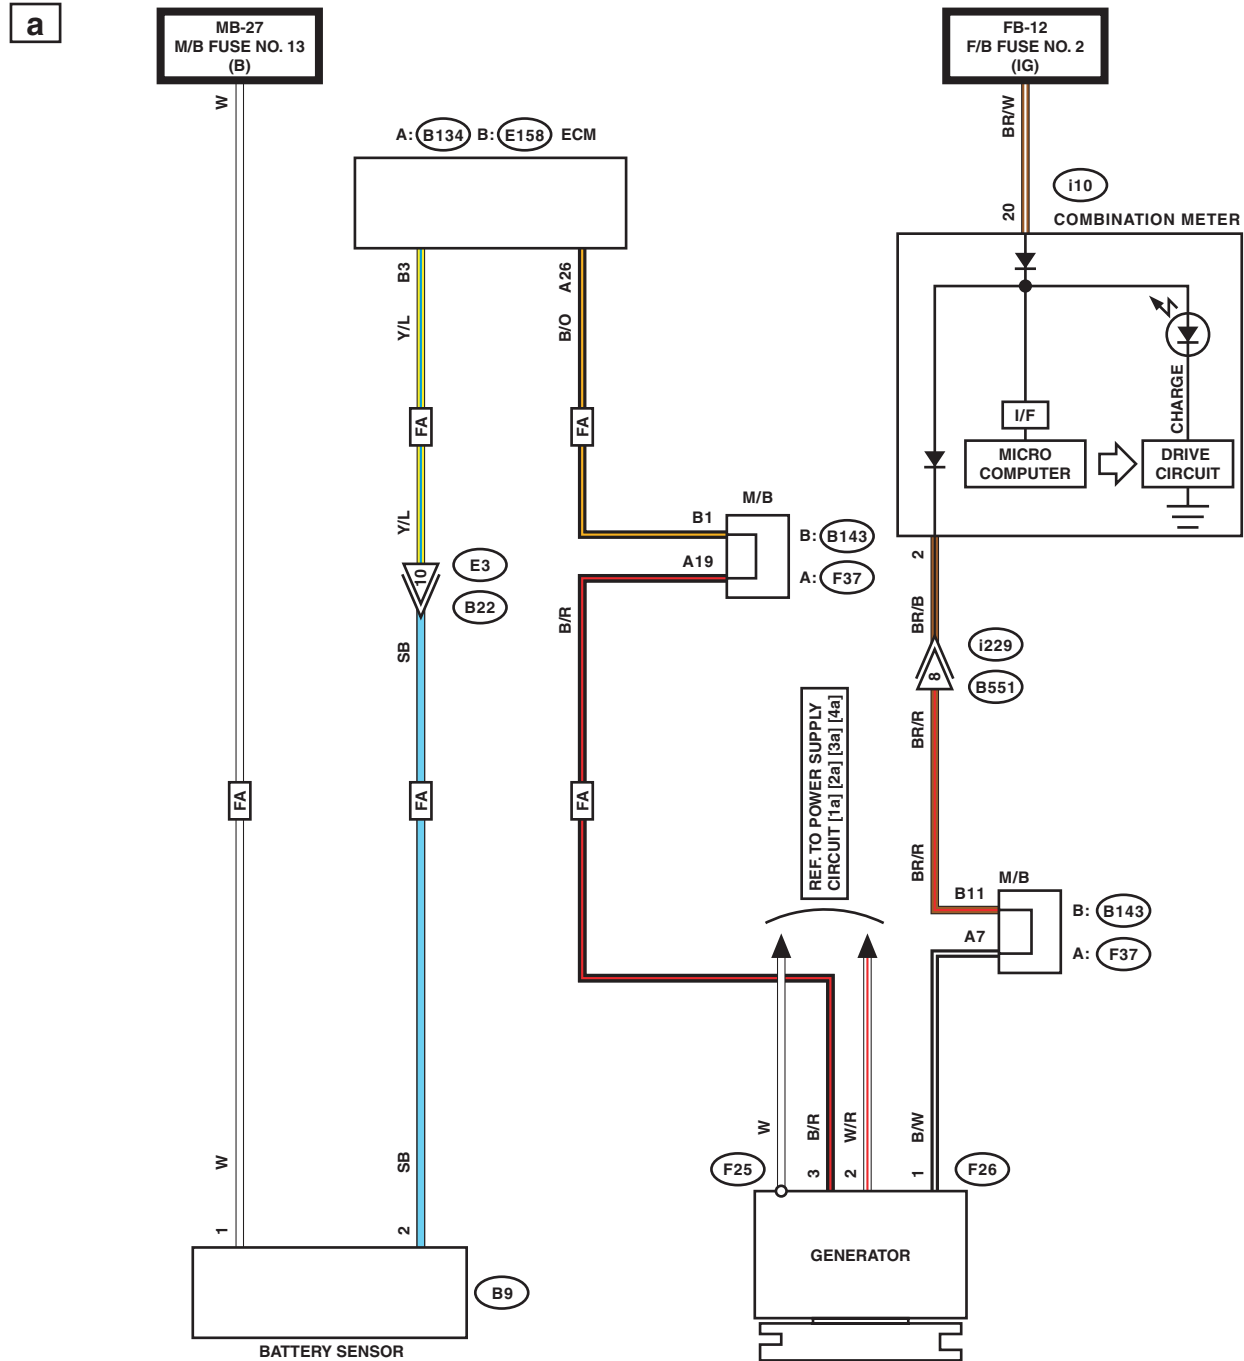 a
MB-27
M/B FUSE NO. 13
(B)
FB-12
F/B FUSE NO. 2
(IG)
W
BR/W
A: B134 B: E158 ECM
20
i10
COMBINATION METER
B3
A26
Y/L
B/O
FA
FA
CHARGE
I/F
MICRO
COMPUTER
DRIVE
CIRCUIT
Y/L
M/B
B1
B: B143
A19
A: F37
10
E3
B22
2
BR/B
B/R
SB
i229
8
B551
BR/R
REF. TO POWER SUPPLY
CIRCUIT [1a] [2a] [3a] [4a]
FA
FA
FA
BR/R
M/B
B11
B: B143
A7
A: F37
W
SB
W
B/R
W/R
B/W
F25
3
2
1
F26
1
2
GENERATOR
B9
BATTERY SENSOR